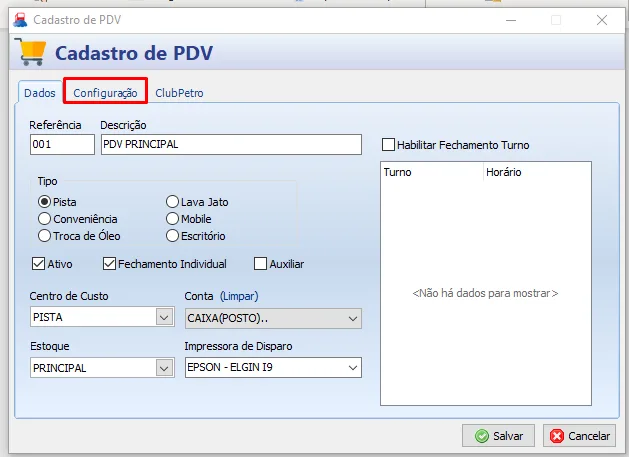 Cadastro de PDV
Cadastro de PDV
Dados Configuração ClubPetro
Referência Descrição
001 PDV PRINCIPAL
Habilitar Fechamento Turno
Turno Horário
Tipo
Pista Lava Jato
Conveniência Mobile
Troca de Óleo Escritório
Ativo Fechamento Individual Auxiliar
<Não há dados para mostrar>
Centro de Custo Conta (Limpar)
PISTA CAIXA(POSTO)..
Estoque Impressora de Disparo
PRINCIPAL EPSON - ELGIN I9
Salvar Cancelar